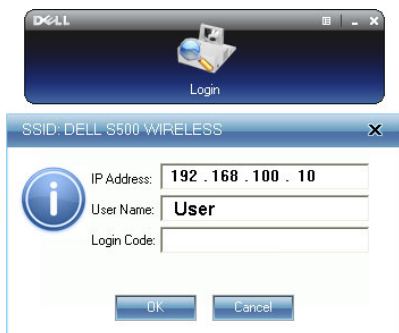 DELL
Login
SSID: DELL S500 WIRELESS
IP Address: 192 . 168 . 100 . 10
User Name: User
Login Code:
OK Cancel